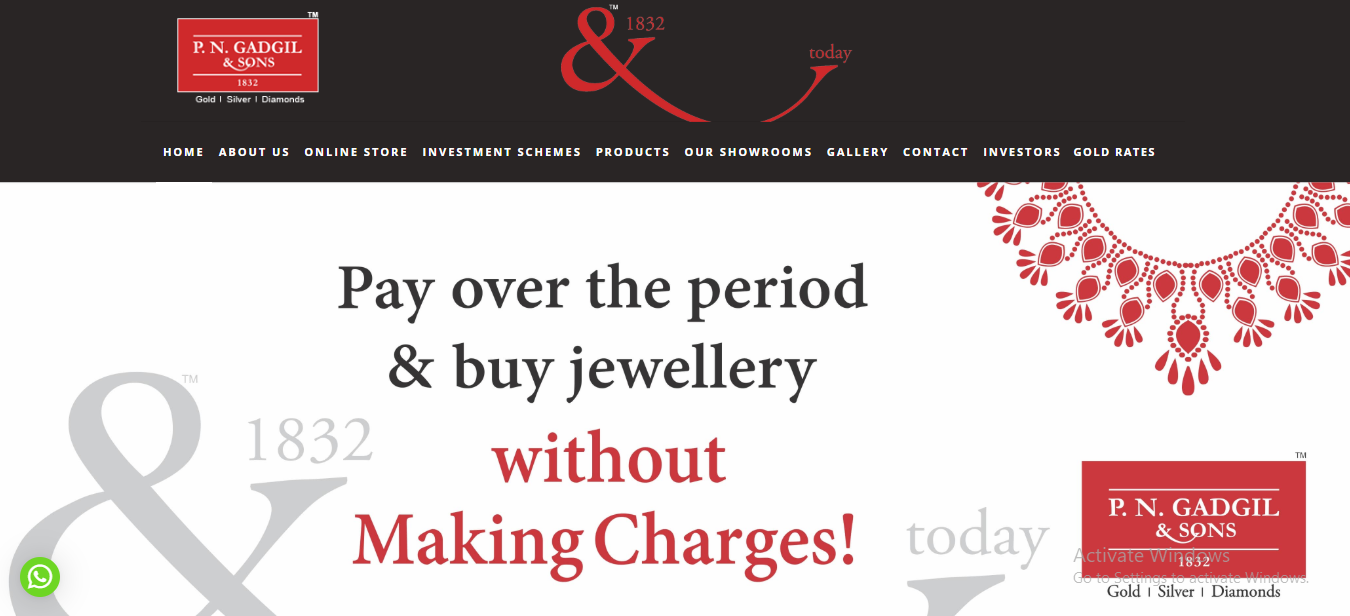 TM
P. N. GADGIL
& SONS
1832
Gold | Silver | Diamonds
TM
& 1832
today
HOME ABOUT US ONLINE STORE INVESTMENT SCHEMES PRODUCTS OUR SHOWROOMS GALLERY CONTACT INVESTORS GOLD RATES
Pay over the period
& buy jewellery
without
Making Charges!
TM
& 1832
today
TM
P. N. GADGIL
& SONS
1832
Gold | Silver | Diamonds
Activate Windows
Go to Settings to activate Windows.